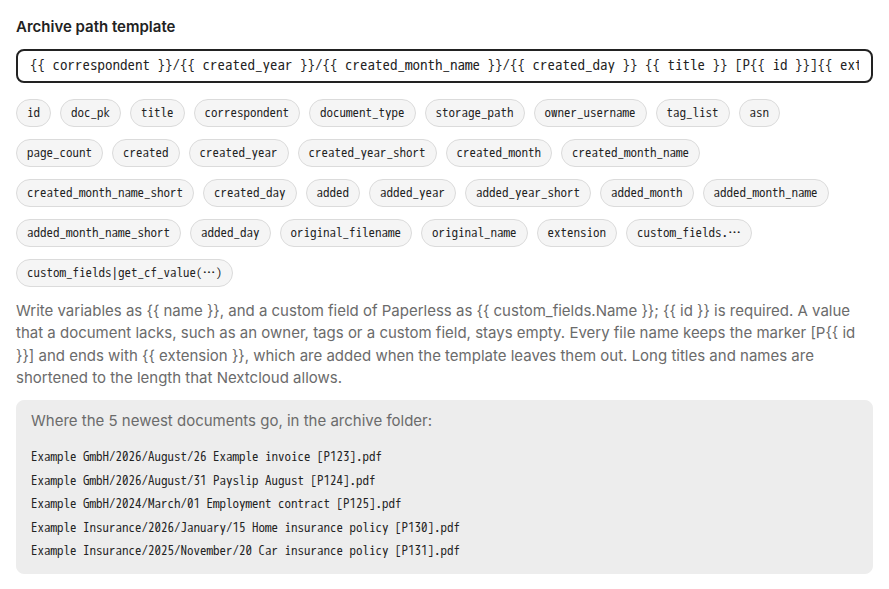 Archive path template
{{ correspondent }}/{{ created_year }}/{{ created_month_name }}/{{ created_day }} {{ title }} [P{{ id }}]{{ ext
id doc_pk title correspondent document_type storage_path owner_username tag_list asn
page_count created created_year created_year_short created_month created_month_name
created_month_name_short created_day added added_year added_year_short added_month added_month_name
added_month_name_short added_day original_filename original_name extension custom_fields.…
custom_fields|get_cf_value(…)
Write variables as {{ name }}, and a custom field of Paperless as {{ custom_fields.Name }}; {{ id }} is required. A value
that a document lacks, such as an owner, tags or a custom field, stays empty. Every file name keeps the marker [P{{ id
}}] and ends with {{ extension }}, which are added when the template leaves them out. Long titles and names are
shortened to the length that Nextcloud allows.
Where the 5 newest documents go, in the archive folder:
Example GmbH/2026/August/26 Example invoice [P123].pdf
Example GmbH/2026/August/31 Payslip August [P124].pdf
Example GmbH/2024/March/01 Employment contract [P125].pdf
Example Insurance/2026/January/15 Home insurance policy [P130].pdf
Example Insurance/2025/November/20 Car insurance policy [P131].pdf